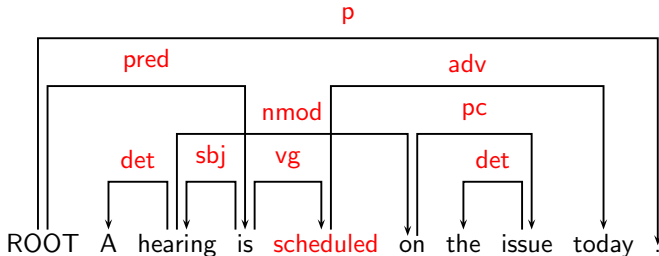 p
pred adv
nmod pc
det sbj vg det
ROOT A hearing is scheduled on the issue today .